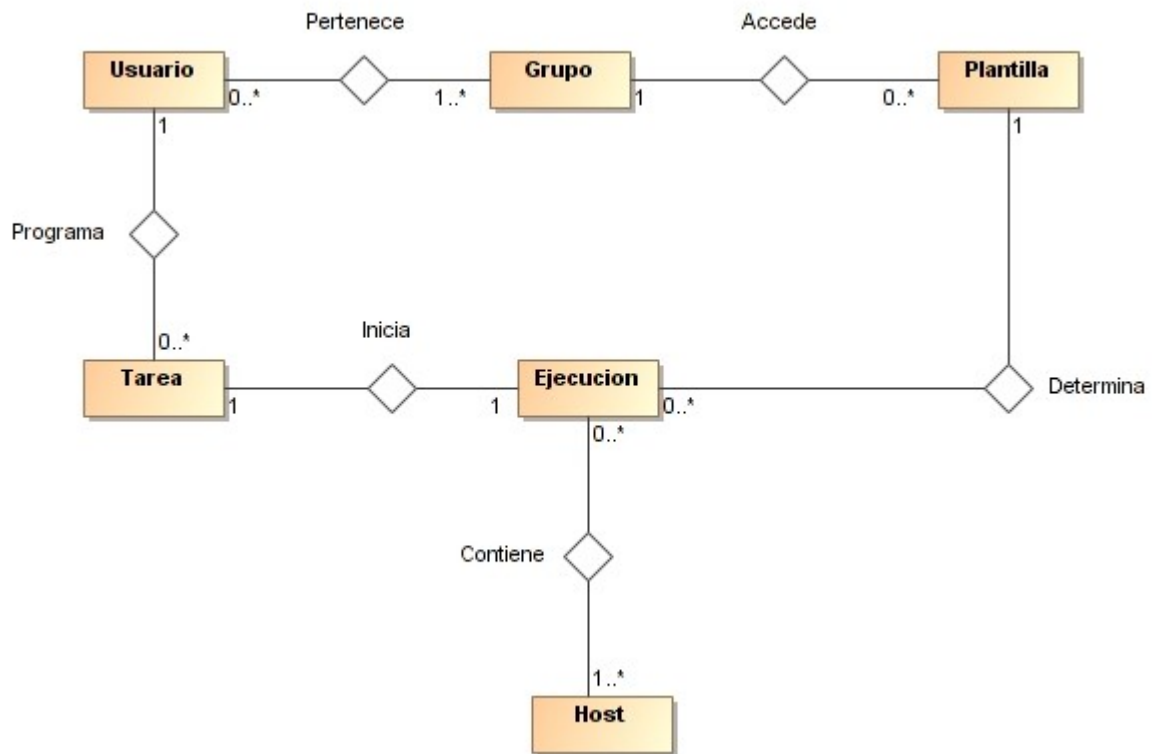 Pertenece
Accede
Usuario
Grupo
Plantilla
0..*
1..*
1
0..*
1
1
Programa
0..*
Inicia
Tarea
Ejecucion
Determina
1
1
0..*
0..*
Contiene
1..*
Host